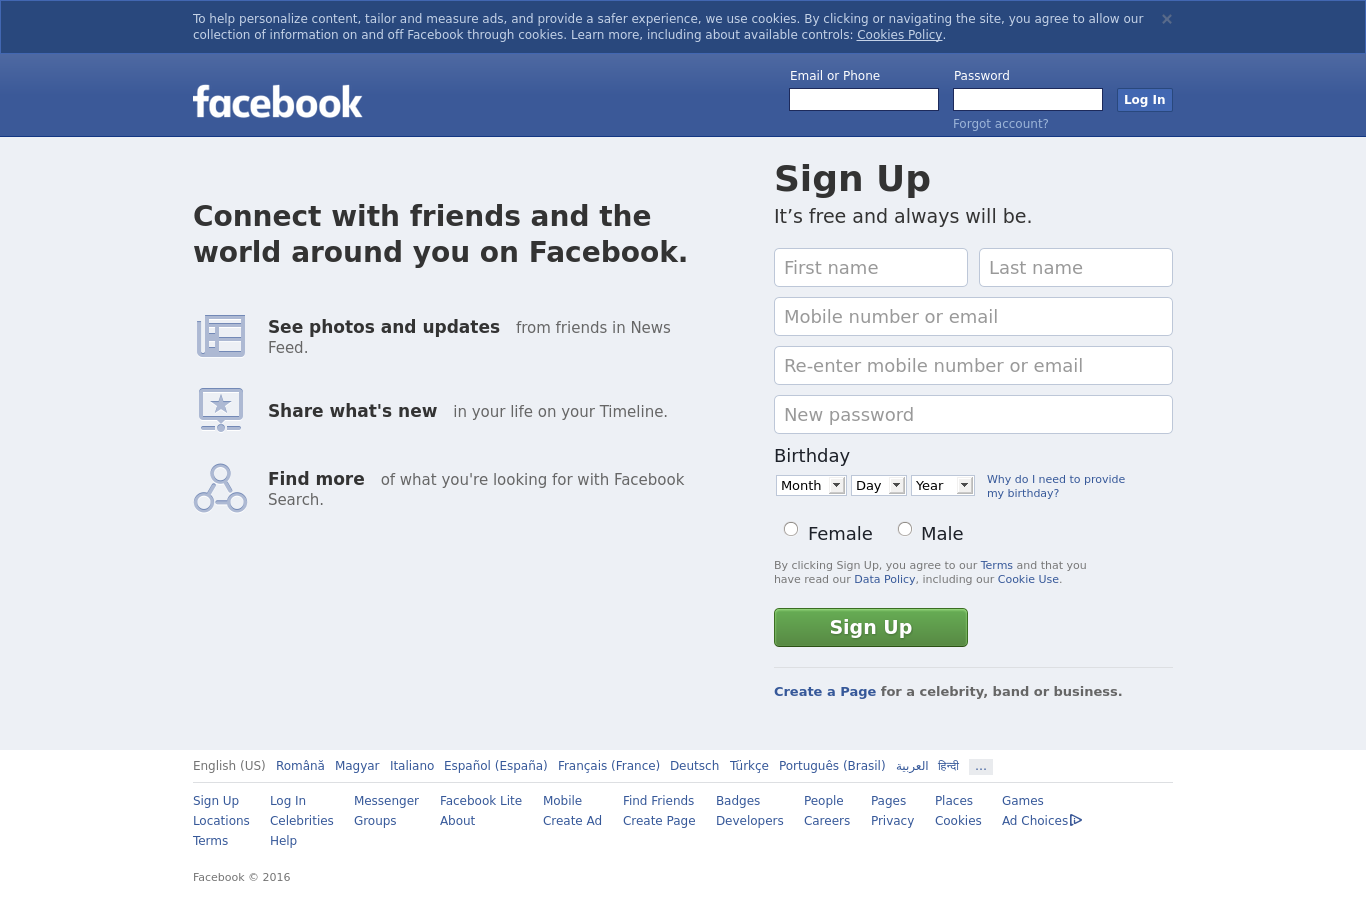 To help personalize content, tailor and measure ads, and provide a safer experience, we use cookies. By clicking or navigating the site, you agree to allow our
collection of information on and off Facebook through cookies. Learn more, including about available controls: Cookies Policy.
facebook
Email or Phone
Password
Log In
Forgot account?
Connect with friends and the
world around you on Facebook.
See photos and updates from friends in News
Feed.
Share what's new in your life on your Timeline.
Find more of what you're looking for with Facebook
Search.
Sign Up
It’s free and always will be.
First name
Last name
Mobile number or email
Re-enter mobile number or email
New password
Birthday
Month
Day
Year
Why do I need to provide
my birthday?
Female
Male
By clicking Sign Up, you agree to our Terms and that you
have read our Data Policy, including our Cookie Use.
Sign Up
Create a Page for a celebrity, band or business.
English (US) Română Magyar Italiano Español (España) Français (France) Deutsch Türkçe Português (Brasil) العربية हिन्दी ...
Sign Up Log In Messenger Facebook Lite Mobile Find Friends Badges People Pages Places Games
Locations Celebrities Groups About Create Ad Create Page Developers Careers Privacy Cookies Ad Choices
Terms Help
Facebook © 2016